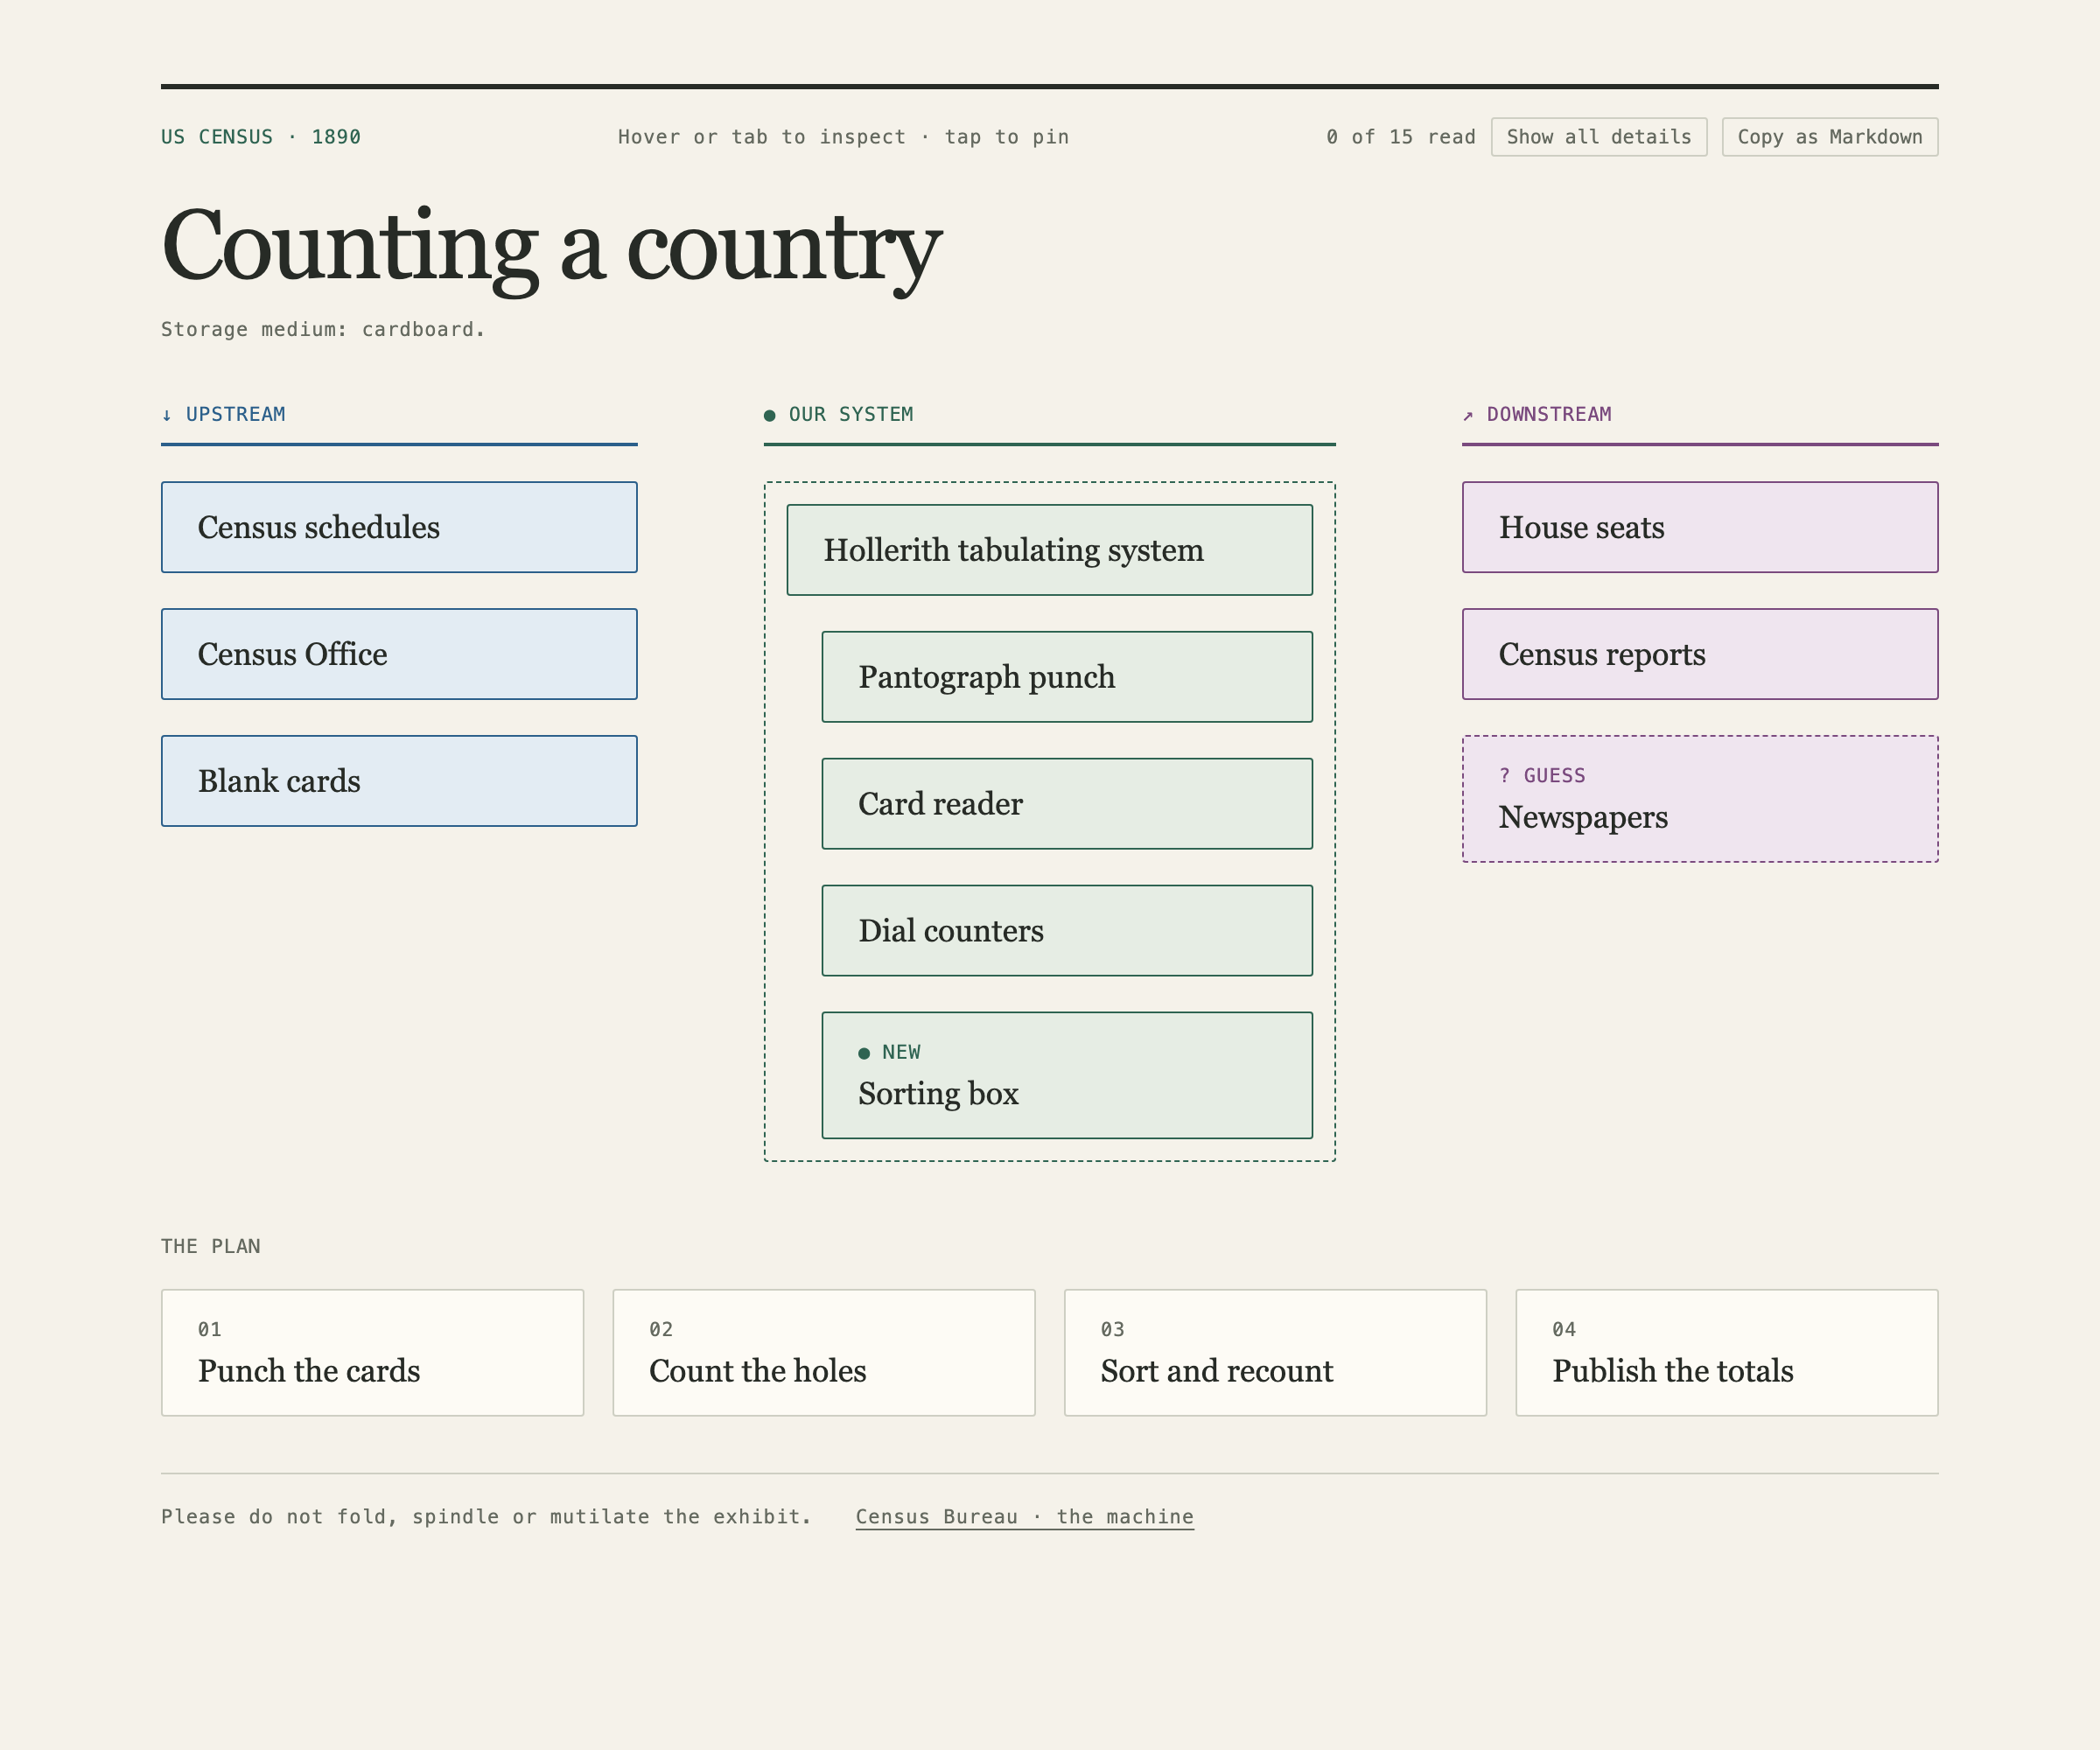 US CENSUS · 1890
Hover or tab to inspect · tap to pin
0 of 15 read
Show all details
Copy as Markdown
Counting a country
Storage medium: cardboard.
↓ UPSTREAM
Census schedules
Census Office
Blank cards
● OUR SYSTEM
Hollerith tabulating system
Pantograph punch
Card reader
Dial counters
● NEW
Sorting box
↗ DOWNSTREAM
House seats
Census reports
? GUESS
Newspapers
THE PLAN
01
Punch the cards
02
Count the holes
03
Sort and recount
04
Publish the totals
Please do not fold, spindle or mutilate the exhibit.
Census Bureau · the machine